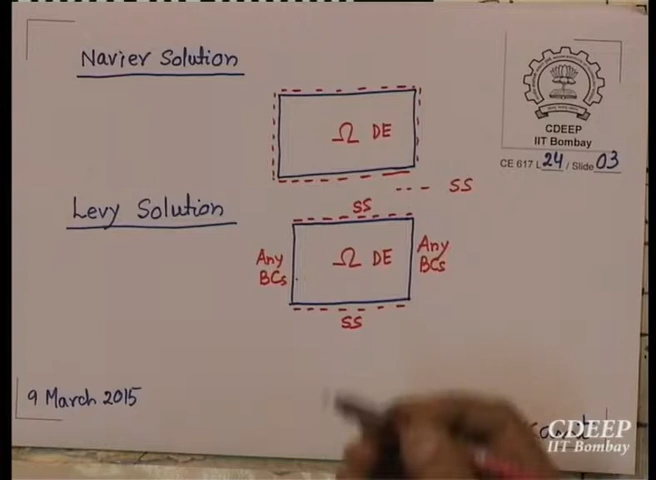 Navier Solution
Ω DE
--- SS
CDEEP
IIT Bombay
CE 617 L 24 / Slide 03
Levy Solution
SS
Any
BCs
Ω DE
Any
BCs
SS
9 March 2015
CDEEP
IIT Bombay